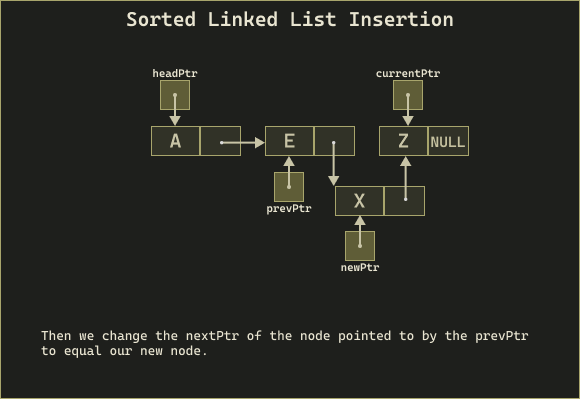 Sorted Linked List Insertion
headPtr
currentPtr
A
E
Z
NULL
prevPtr
X
newPtr
Then we change the nextPtr of the node pointed to by the prevPtr
to equal our new node.